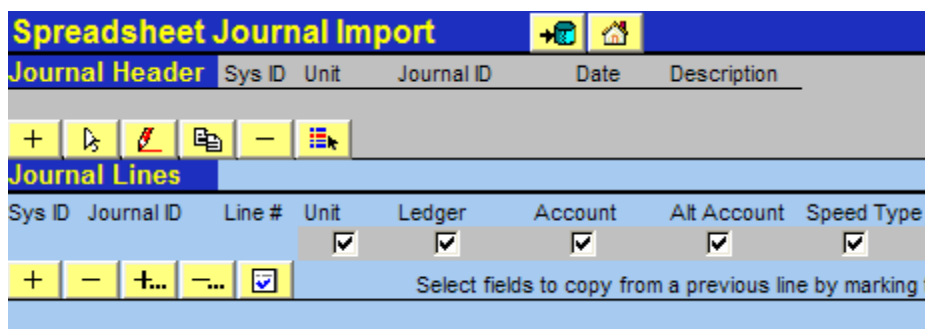 Spreadsheet Journal Import
Journal Header Sys ID Unit Journal ID Date Description
Journal Lines
Sys ID Journal ID Line # Unit Ledger Account Alt Account Speed Type
+ − +... −...
Select fields to copy from a previous line by marking